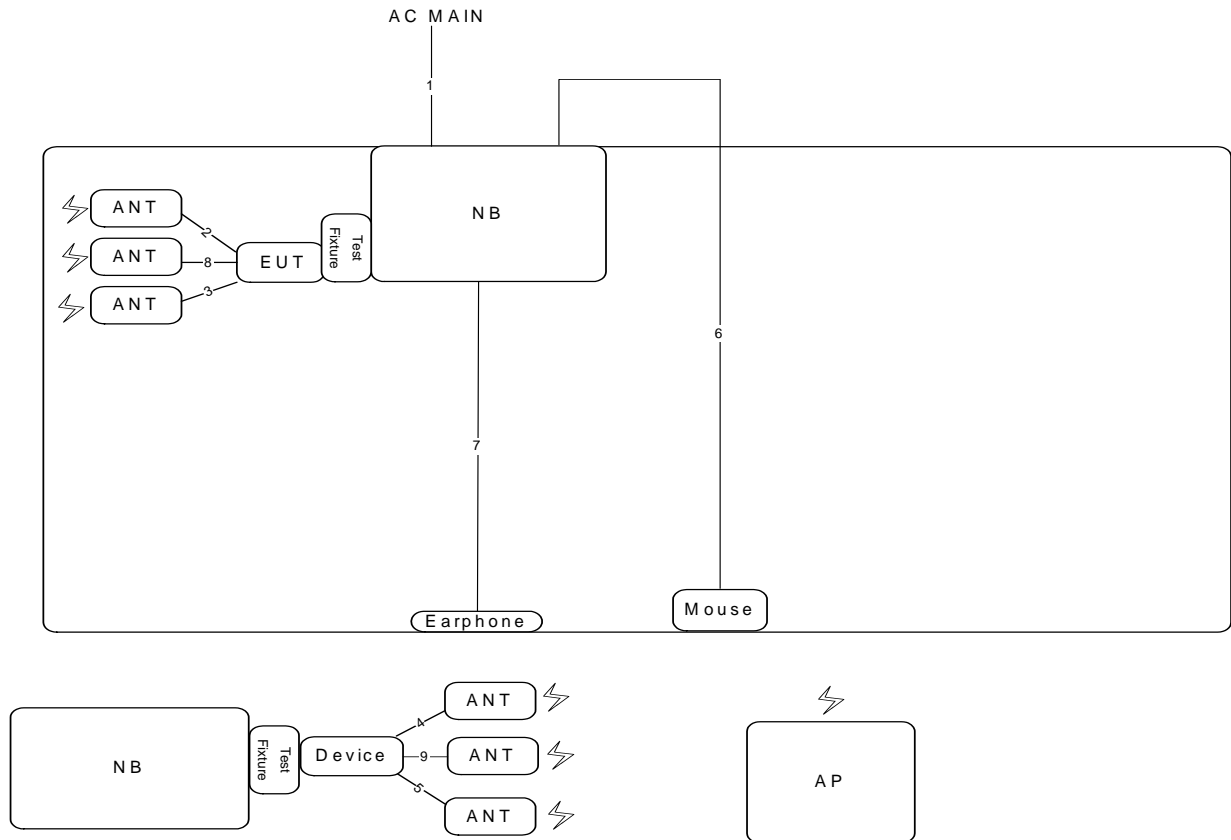 AC MAIN
1
NB
ANT
2
ANT
8
ANT
3
EUT
Test
Fixture
6
7
Earphone
Mouse
NB
Test
Fixture
Device
4
ANT
9
ANT
5
ANT
AP